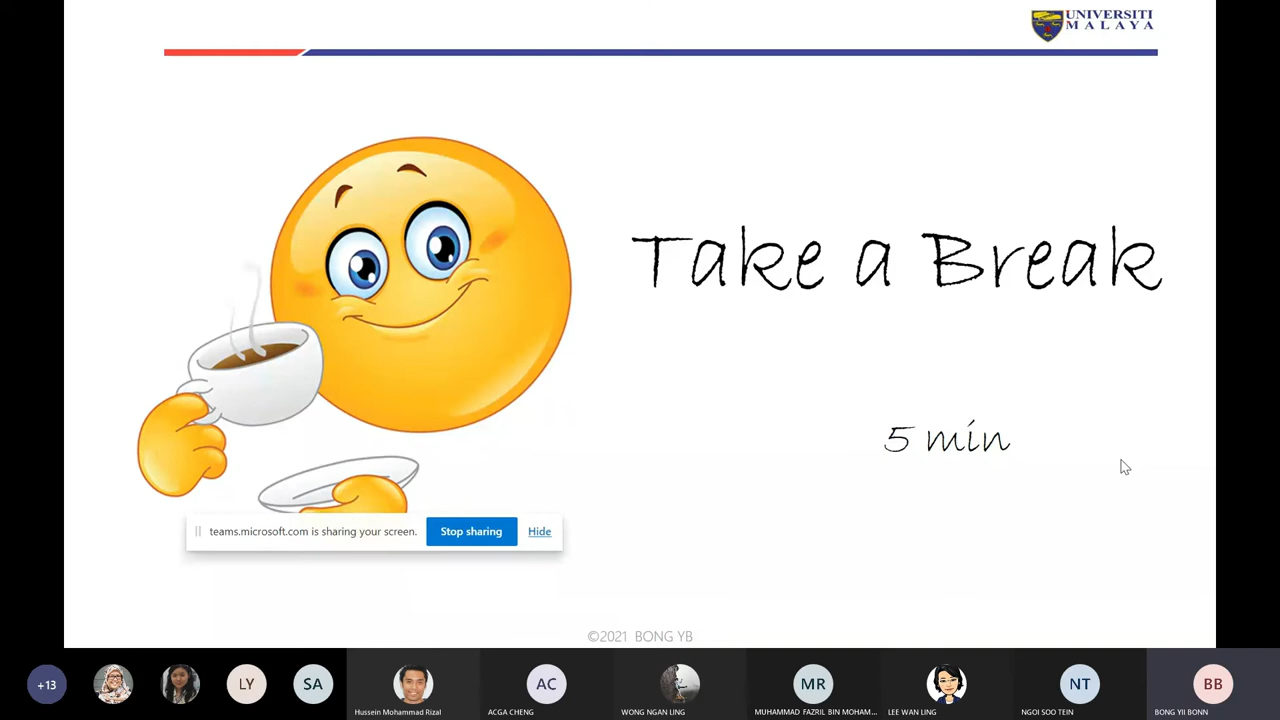 UNIVERSITI
MALAYA
Take a Break
5 min
teams.microsoft.com is sharing your screen.
Stop sharing
Hide
©2021 BONG YB
+13
LY
SA
Hussein Mohammad Rizal
AC
ACGA CHENG
WONG NGAN LING
MR
MUHAMMAD FAZRIL BIN MOHAM...
LEE WAN LING
NT
NGOI SOO TEIN
BB
BONG YII BONN